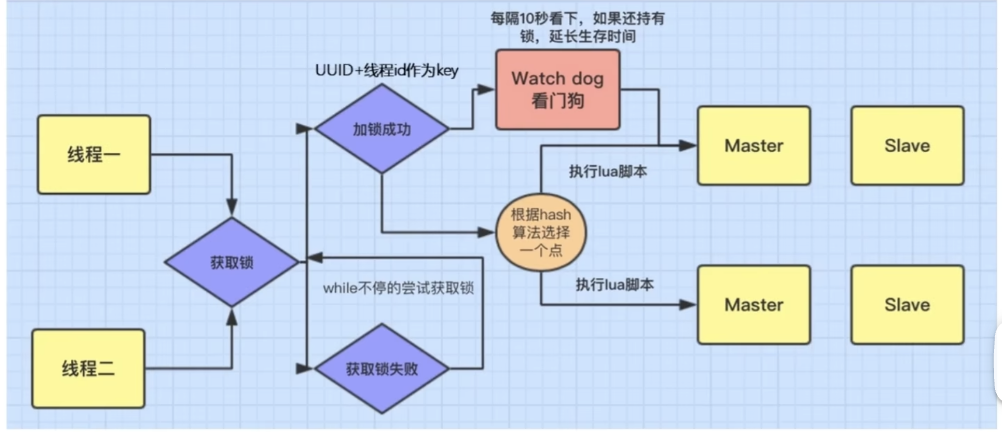 每隔10秒看下，如果还持有
锁，延长生存时间
UUID+线程id作为key
Watch dog
看门狗
加锁成功
线程一
Master
Slave
执行lua脚本
根据hash
算法选择
一个点
获取锁
while不停的尝试获取锁
执行lua脚本
Master
Slave
线程二
获取锁失败